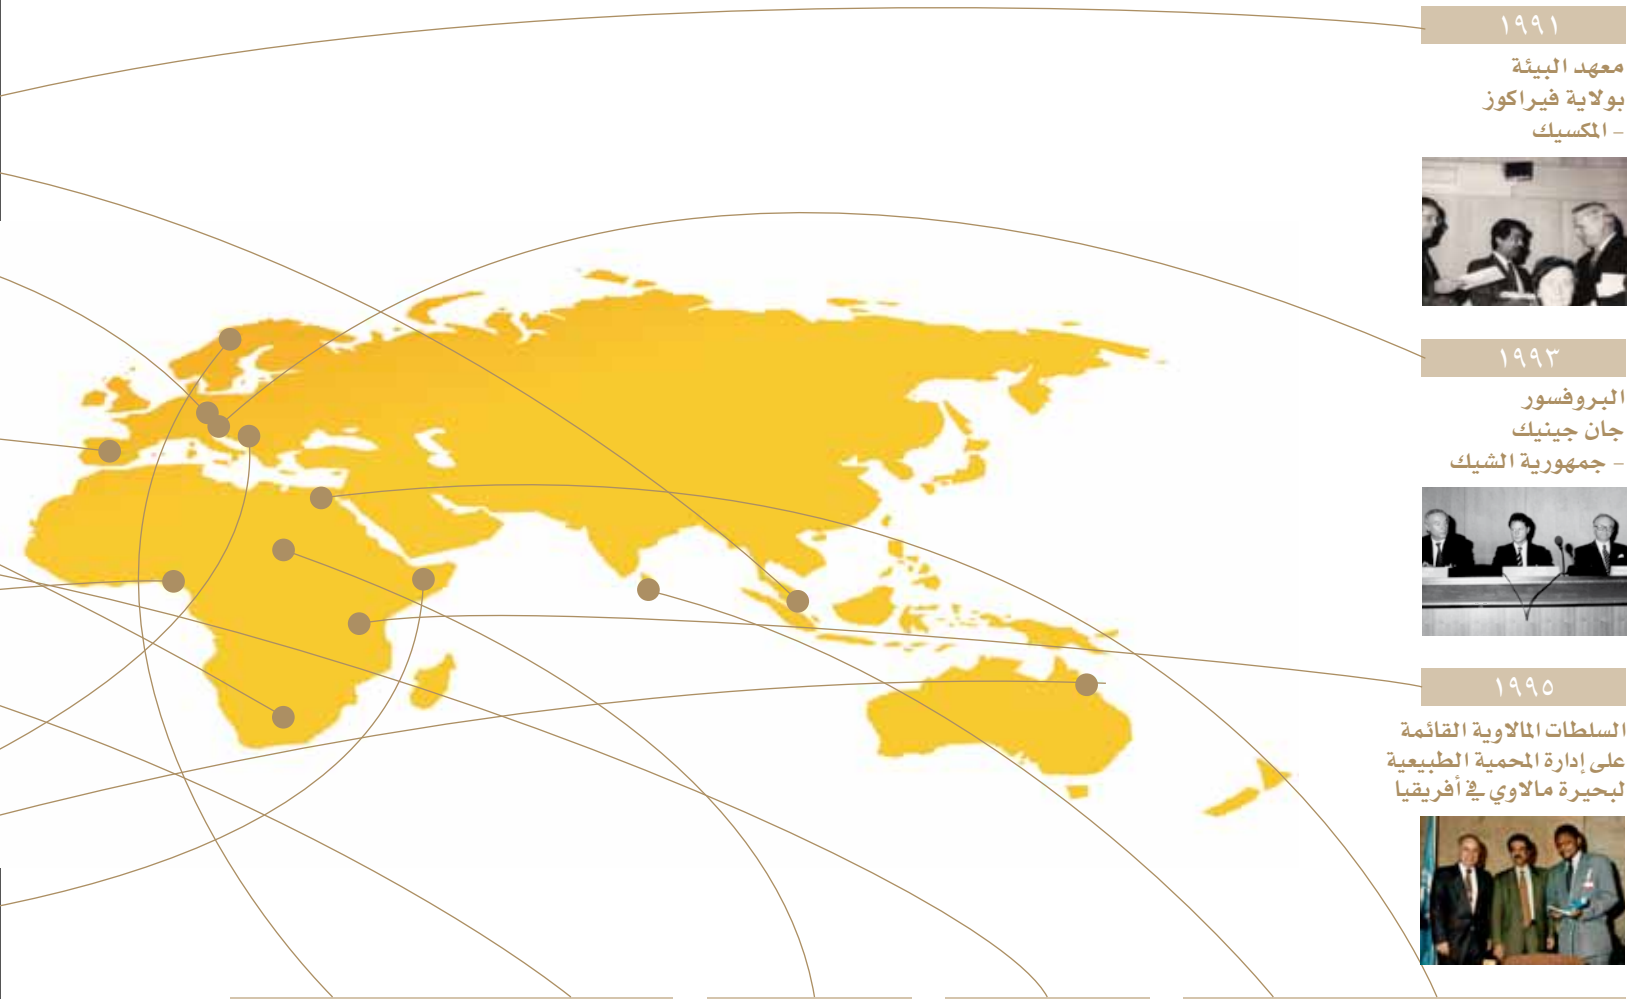 ١٩٩١
معهد البيئة
بولاية فيراكوز
– المكسيك
١٩٩٣
البروفسور
جان جينيك
– جمهورية الشيك
١٩٩٥
السلطات المالاوية القائمة
على إدارة المحمية الطبيعية
لبحيرة مالاوي في أفريقيا